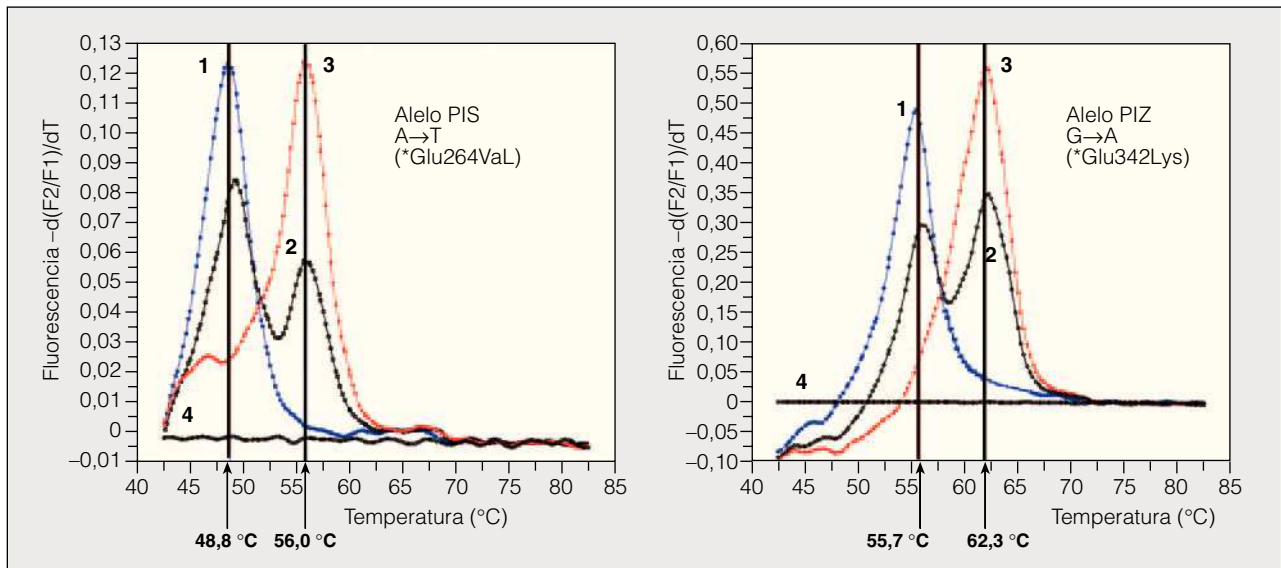 Fluorescencia –d(F2/F1)/dT
0,13
0,12
0,11
0,10
0,09
0,08
0,07
0,06
0,05
0,04
0,03
0,02
0,01
0
–0,01
1
3
2
4
Alelo PIS
A→T
(*Glu264VaL)
40 45 50 55 60 65 70 75 80 85
Temperatura (°C)
48,8 °C 56,0 °C
Fluorescencia –d(F2/F1)/dT
0,60
0,55
0,50
0,45
0,40
0,35
0,30
0,25
0,20
0,15
0,10
0,05
0
–0,05
–0,10
1
3
2
4
Alelo PIZ
G→A
(*Glu342Lys)
40 45 50 55 60 65 70 75 80 85
Temperatura (°C)
55,7 °C 62,3 °C